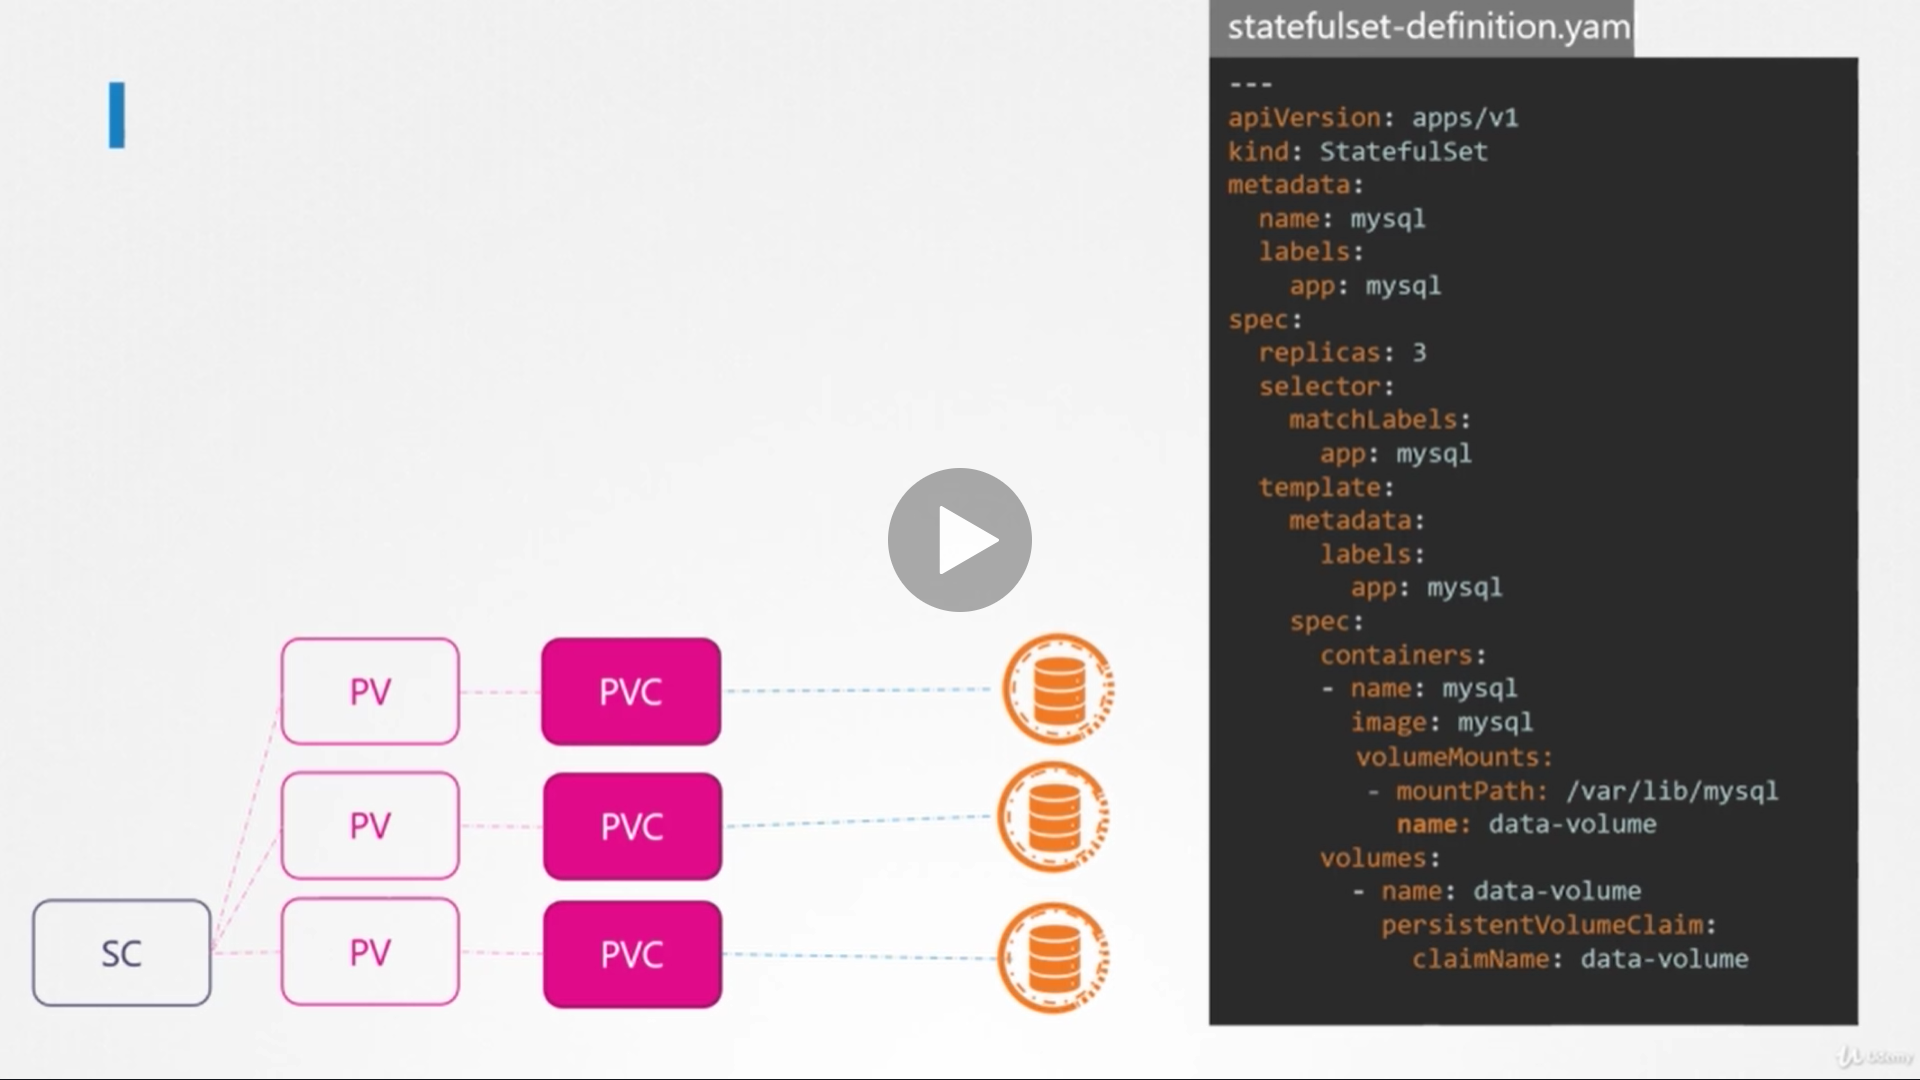 statefulset-definition.yam
---
apiVersion: apps/v1
kind: StatefulSet
metadata:
  name: mysql
  labels:
    app: mysql
spec:
  replicas: 3
  selector:
    matchLabels:
      app: mysql
  template:
    metadata:
      labels:
        app: mysql
    spec:
      containers:
      - name: mysql
        image: mysql
        volumeMounts:
         - mountPath: /var/lib/mysql
           name: data-volume
      volumes:
        - name: data-volume
          persistentVolumeClaim:
            claimName: data-volume
PV PVC
PV PVC
SC PV PVC
Udemy